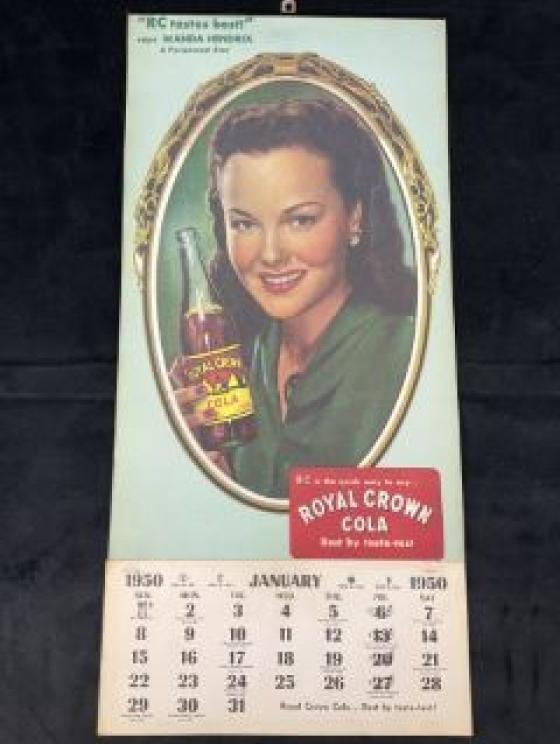 "RC tastes best!"
says WANDA HENDRIX
A Paramount Star
ROYAL CROWN
COLA
RC is the quick way to say...
ROYAL CROWN
COLA
Best by taste-test
1950 JANUARY 1950
SUN. MON. TUE. WED. THU. FRI. SAT.
2 3 4 5 6 7
8 9 10 11 12 13 14
15 16 17 18 19 20 21
22 23 24 25 26 27 28
29 30 31 Royal Crown Cola... Best by taste-test!